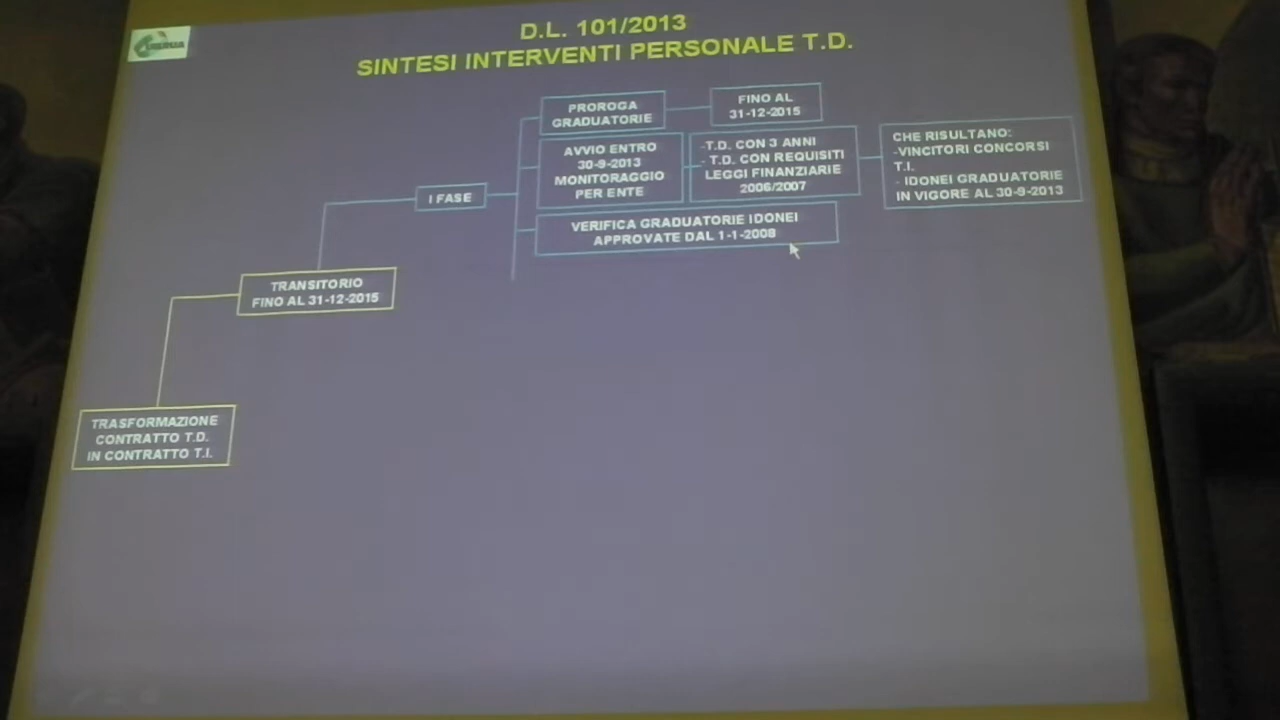 D.L. 101/2013
SINTESI INTERVENTI PERSONALE T.D.
PROROGA
GRADUATORIE
FINO AL
31-12-2015
AVVIO ENTRO
30-9-2013
MONITORAGGIO
PER ENTE
-T.D. CON 3 ANNI
- T.D. CON REQUISITI
LEGGI FINANZIARIE
2006/2007
CHE RISULTANO:
-VINCITORI CONCORSI
T.I.
- IDONEI GRADUATORIE
IN VIGORE AL 30-9-2013
I FASE
VERIFICA GRADUATORIE IDONEI
APPROVATE DAL 1-1-2008
TRANSITORIO
FINO AL 31-12-2015
TRASFORMAZIONE
CONTRATTO T.D.
IN CONTRATTO T.I.